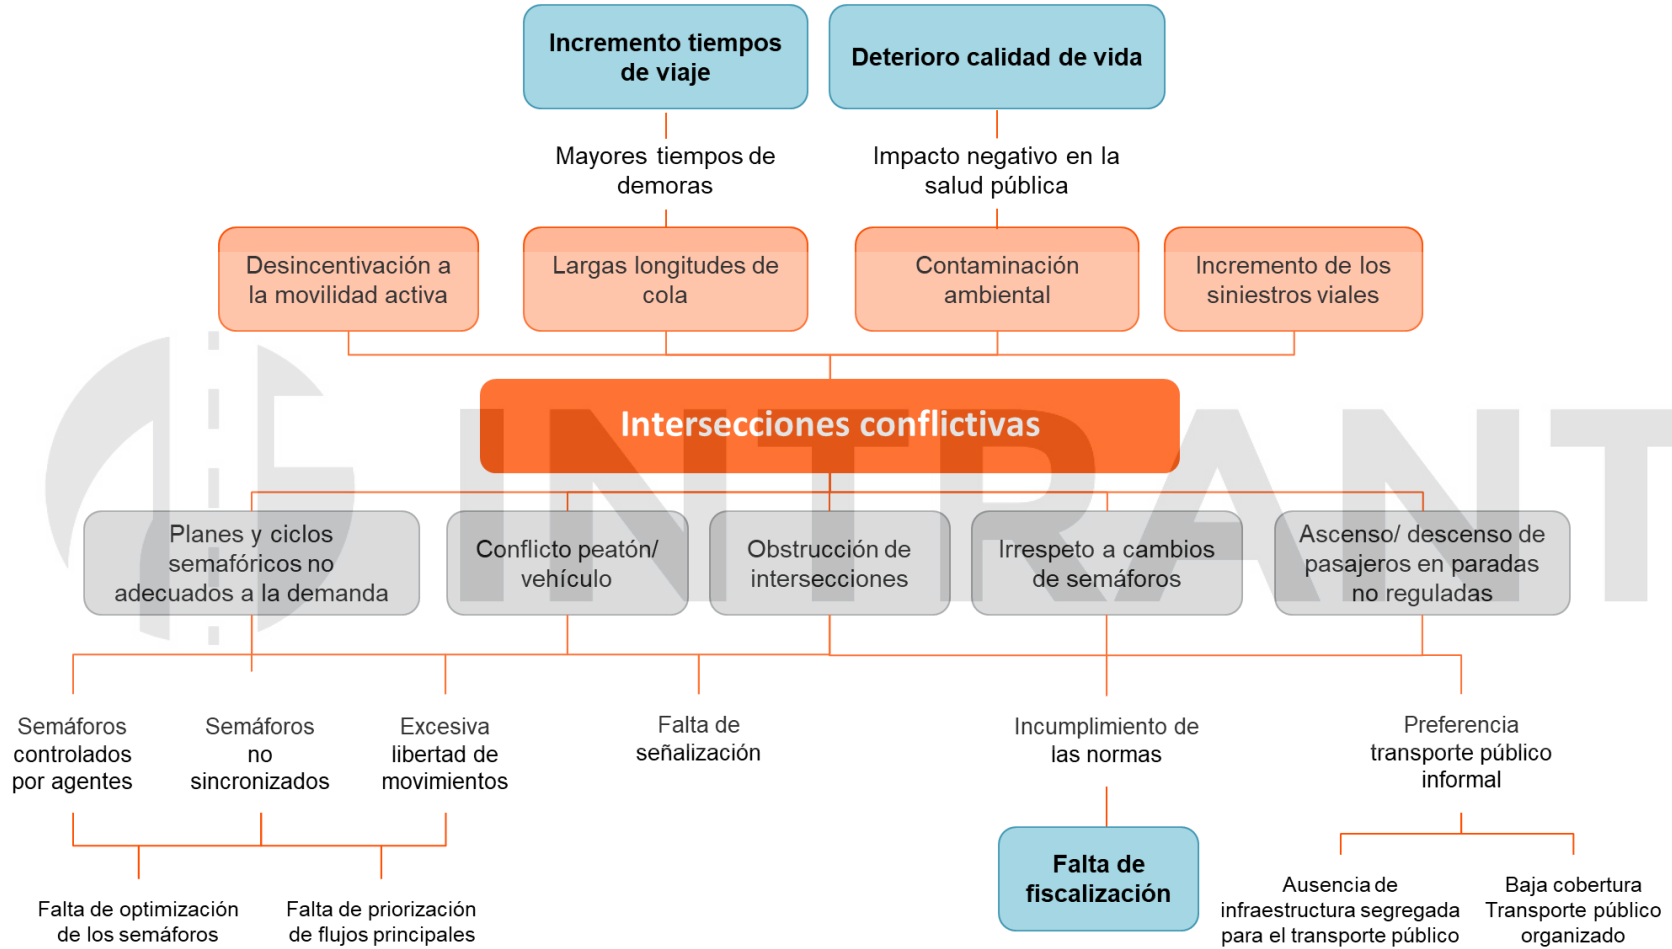 Incremento tiempos
de viaje
Deterioro calidad de vida
Mayores tiempos de
demoras
Impacto negativo en la
salud pública
Desincentivación a
la movilidad activa
Largas longitudes de
cola
Contaminación
ambiental
Incremento de los
siniestros viales
Intersecciones conflictivas
INTRANT
Planes y ciclos
semafóricos no
adecuados a la demanda
Conflicto peatón/
vehículo
Obstrucción de
intersecciones
Irrespeto a cambios
de semáforos
Ascenso/ descenso de
pasajeros en paradas
no reguladas
Semáforos
controlados
por agentes
Semáforos
no
sincronizados
Excesiva
libertad de
movimientos
Falta de
señalización
Incumplimiento de
las normas
Preferencia
transporte público
informal
Falta de optimización
de los semáforos
Falta de priorización
de flujos principales
Falta de
fiscalización
Ausencia de
infraestructura segregada
para el transporte público
Baja cobertura
Transporte público
organizado